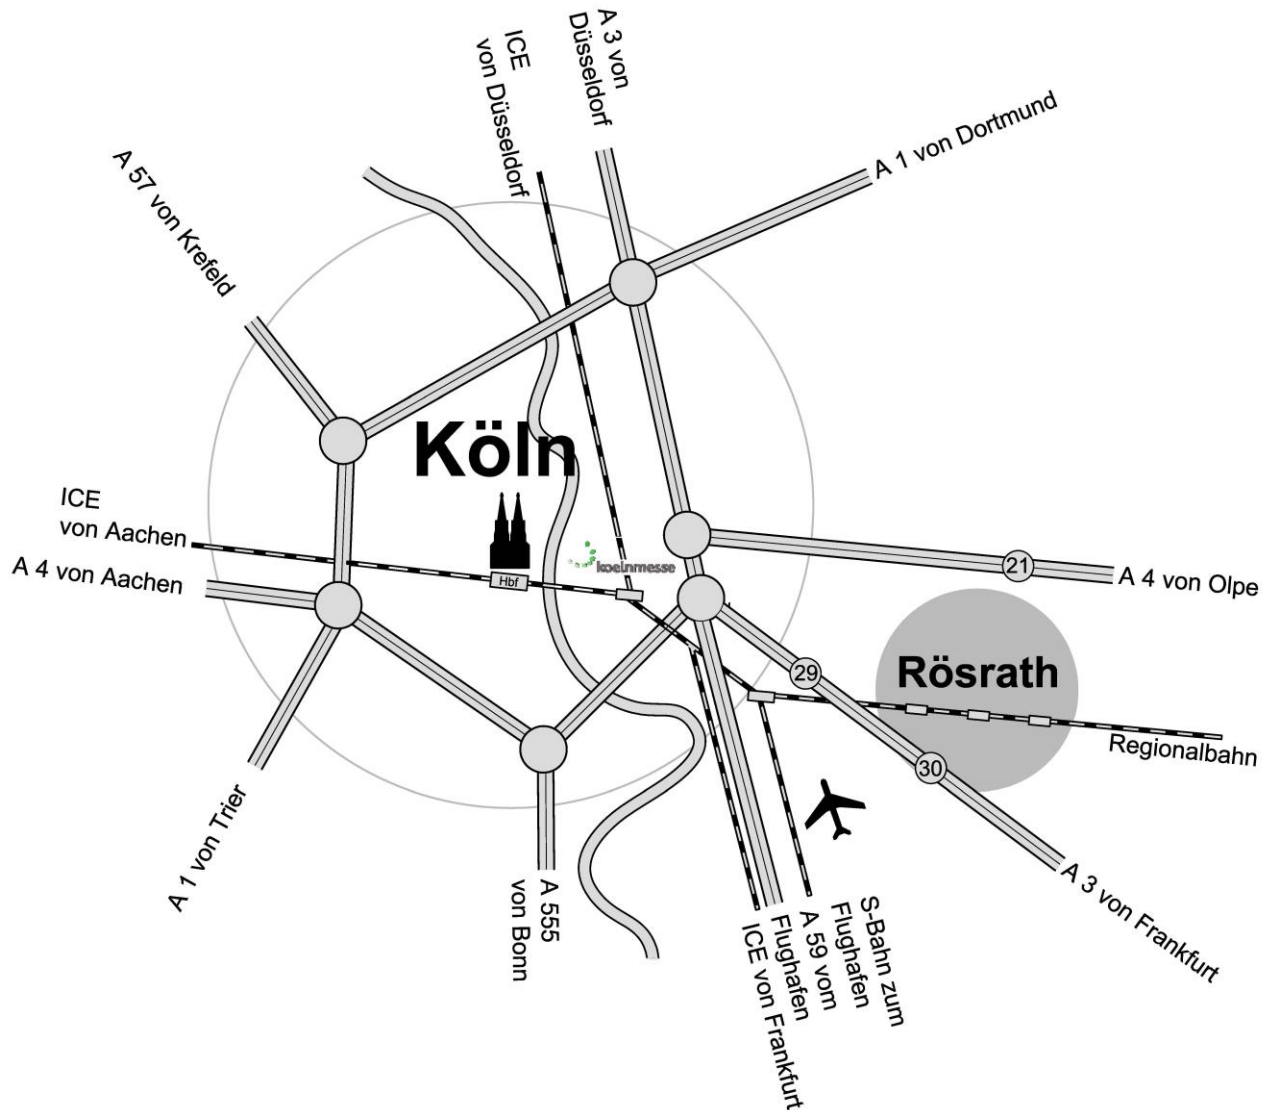 ICE
von Düsseldorf
A 3 von
Düsseldorf
A 1 von Dortmund
A 57 von Krefeld
Köln
ICE
von Aachen
A 4 von Aachen
Hbf
koelnmesse
21
A 4 von Olpe
29
Rösrath
Regionalbahn
30
A 1 von Trier
A 555
von Bonn
ICE von Frankfurt
A 59 vom
Flughafen
S-Bahn zum
Flughafen
A 3 von Frankfurt